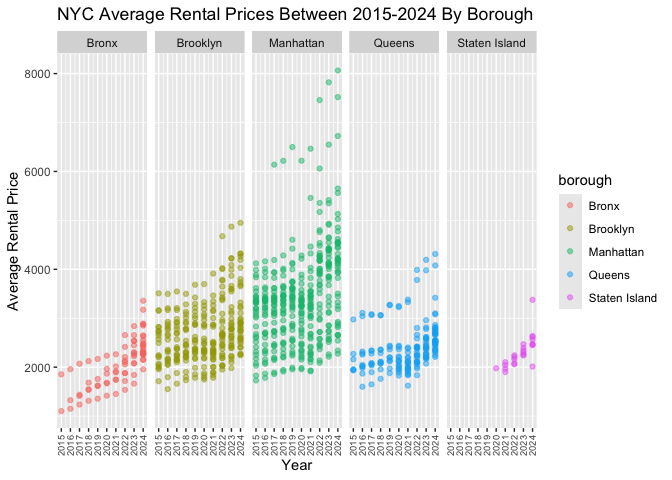 NYC Average Rental Prices Between 2015-2024 By Borough
Bronx Brooklyn Manhattan Queens Staten Island
8000
6000
4000
2000
Average Rental Price
2015 2016 2017 2018 2019 2020 2021 2022 2023 2024 2015 2016 2017 2018 2019 2020 2021 2022 2023 2024 2015 2016 2017 2018 2019 2020 2021 2022 2023 2024 2015 2016 2017 2018 2019 2020 2021 2022 2023 2024 2015 2016 2017 2018 2019 2020 2021 2022 2023 2024
Year
borough
Bronx
Brooklyn
Manhattan
Queens
Staten Island